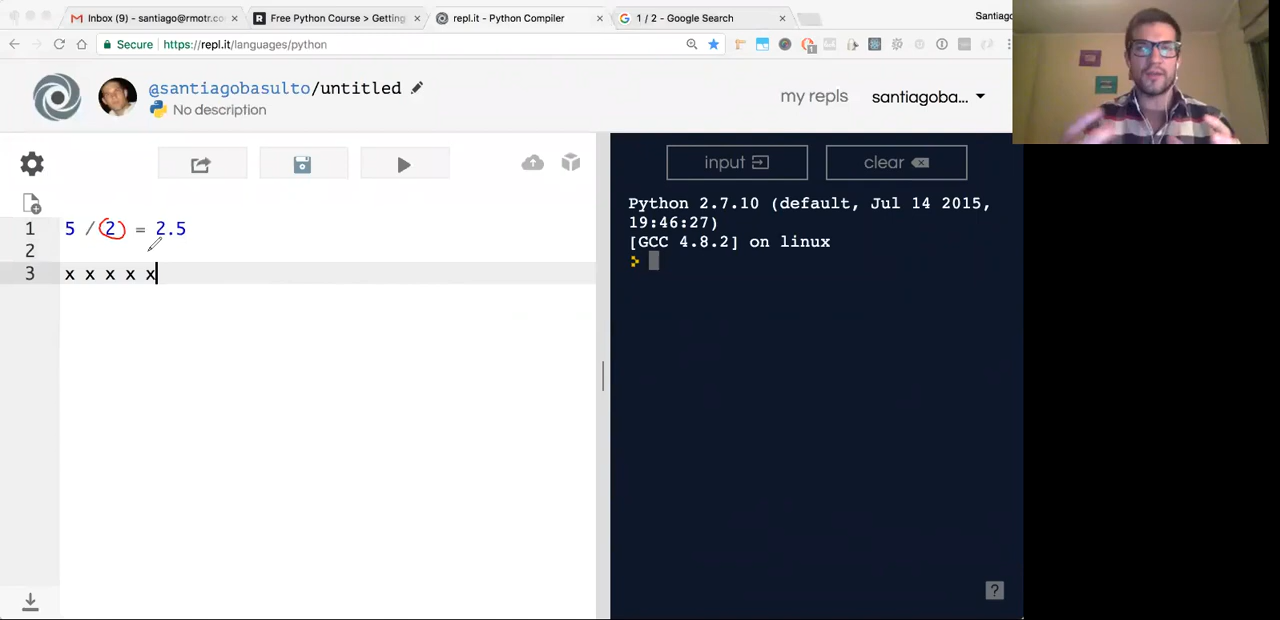 Inbox (9) - santiago@rmotr.co
Free Python Course > Getting
repl.it - Python Compiler
1 / 2 - Google Search
Santiago
Secure
https://repl.it/languages/python
@santiagobasulto/untitled
No description
my repls
santiagoba...
input
clear
1 5 / 2 = 2.5
2
3 x x x x x
Python 2.7.10 (default, Jul 14 2015,
19:46:27)
[GCC 4.8.2] on linux
>
?